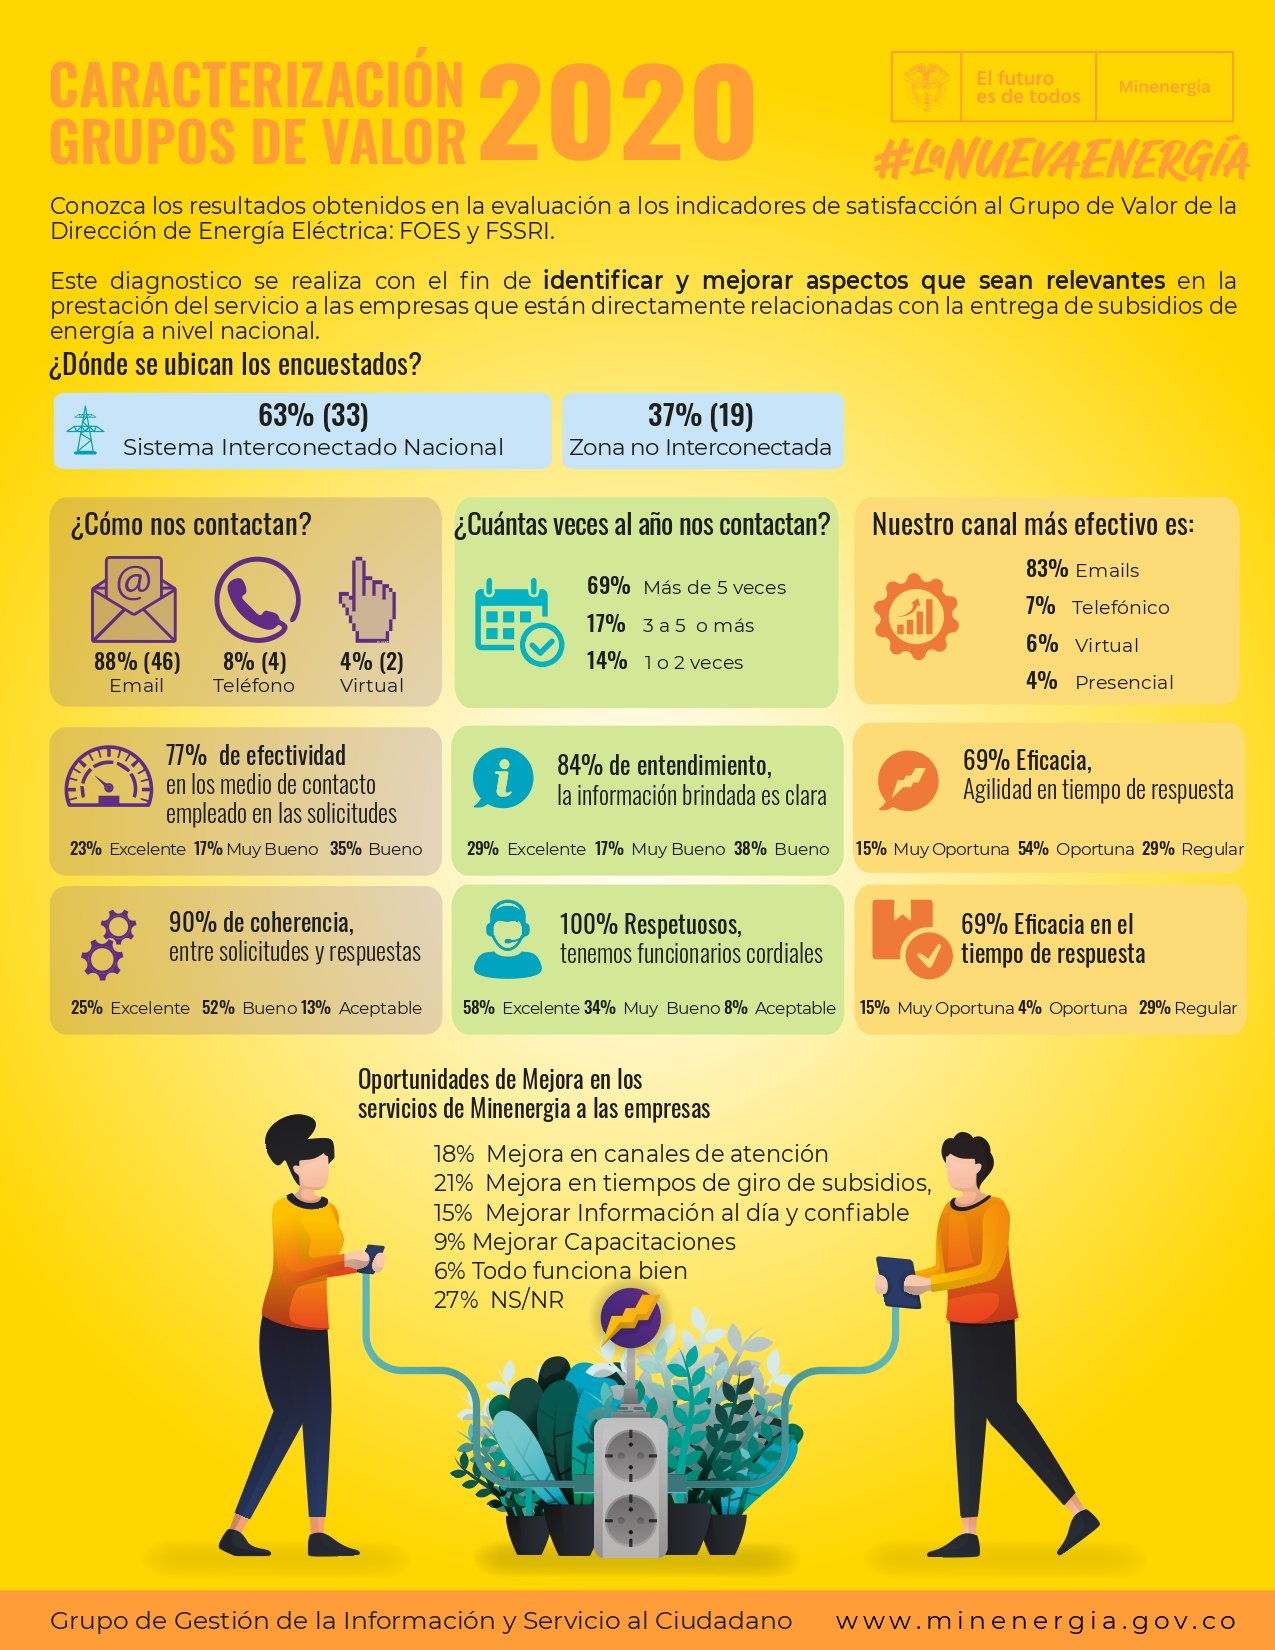 CARACTERIZACIÓN
GRUPOS DE VALOR 2020
El futuro
es de todos
Minenergía
#LaNUEVAENERGÍA
Conozca los resultados obtenidos en la evaluación a los indicadores de satisfacción al Grupo de Valor de la
Dirección de Energía Eléctrica: FOES y FSSRI.
Este diagnostico se realiza con el fin de identificar y mejorar aspectos que sean relevantes en la
prestación del servicio a las empresas que están directamente relacionadas con la entrega de subsidios de
energía a nivel nacional.
¿Dónde se ubican los encuestados?
63% (33)
Sistema Interconectado Nacional
37% (19)
Zona no Interconectada
¿Cómo nos contactan?
@
88% (46)
Email
8% (4)
Teléfono
4% (2)
Virtual
¿Cuántas veces al año nos contactan?
69% Más de 5 veces
17% 3 a 5 o más
14% 1 o 2 veces
Nuestro canal más efectivo es:
83% Emails
7% Telefónico
6% Virtual
4% Presencial
77% de efectividad
en los medio de contacto
empleado en las solicitudes
23% Excelente 17% Muy Bueno 35% Bueno
i
84% de entendimiento,
la información brindada es clara
29% Excelente 17% Muy Bueno 38% Bueno
69% Eficacia,
Agilidad en tiempo de respuesta
15% Muy Oportuna 54% Oportuna 29% Regular
90% de coherencia,
entre solicitudes y respuestas
25% Excelente 52% Bueno 13% Aceptable
100% Respetuosos,
tenemos funcionarios cordiales
58% Excelente 34% Muy Bueno 8% Aceptable
69% Eficacia en el
tiempo de respuesta
15% Muy Oportuna 4% Oportuna 29% Regular
Oportunidades de Mejora en los
servicios de Minenergia a las empresas
18% Mejora en canales de atención
21% Mejora en tiempos de giro de subsidios,
15% Mejorar Información al día y confiable
9% Mejorar Capacitaciones
6% Todo funciona bien
27% NS/NR
Grupo de Gestión de la Información y Servicio al Ciudadano
www.minenergia.gov.co